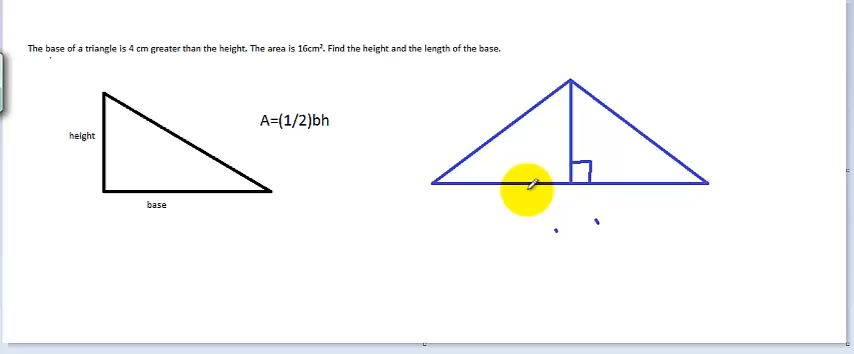 The base of a triangle is 4 cm greater than the height. The area is 16cm². Find the height and the length of the base.
A=(1/2)bh
height
base